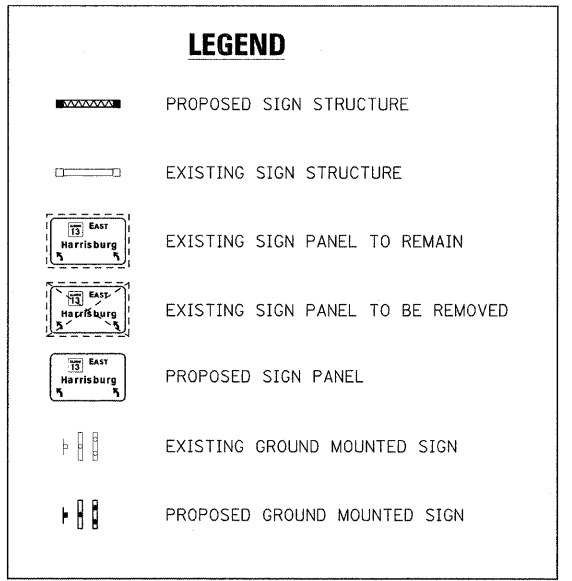 LEGEND
PROPOSED SIGN STRUCTURE
EXISTING SIGN STRUCTURE
13 EAST
Harrisburg
EXISTING SIGN PANEL TO REMAIN
13 EAST
Harrisburg
EXISTING SIGN PANEL TO BE REMOVED
13 EAST
Harrisburg
PROPOSED SIGN PANEL
EXISTING GROUND MOUNTED SIGN
PROPOSED GROUND MOUNTED SIGN